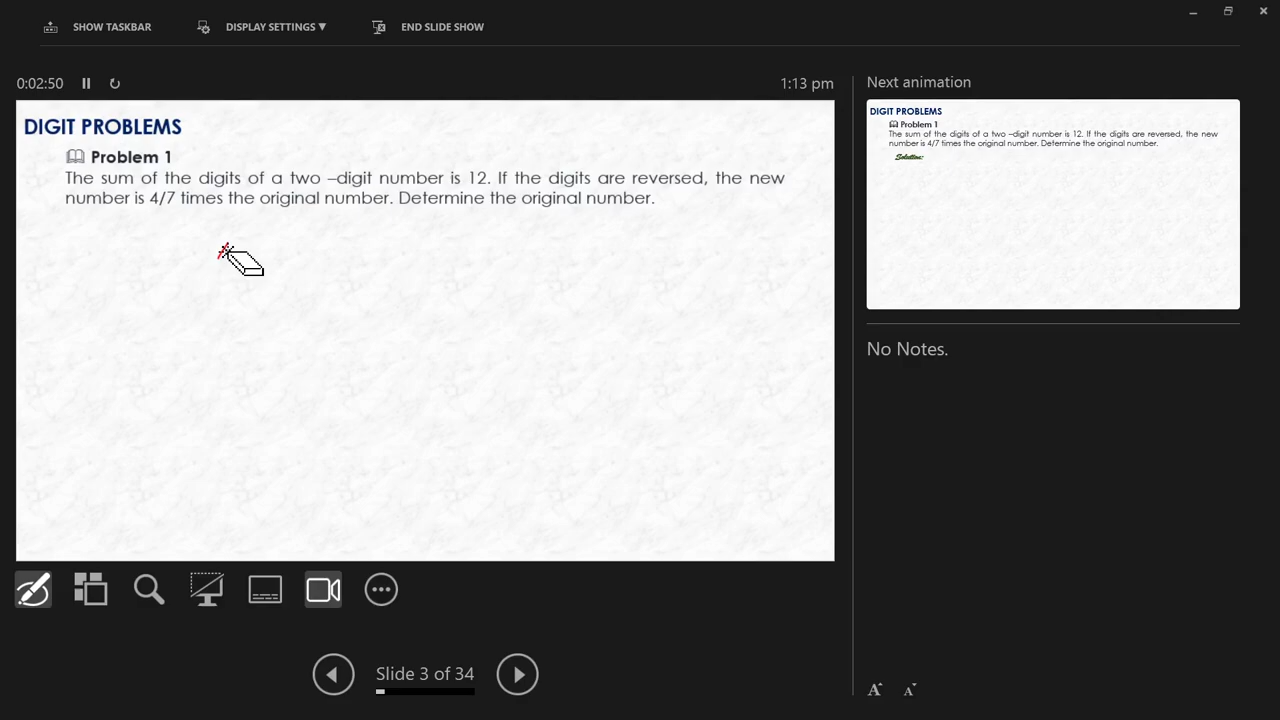 SHOW TASKBAR
DISPLAY SETTINGS ▼
END SLIDE SHOW
0:02:50
1:13 pm
DIGIT PROBLEMS
Problem 1
The sum of the digits of a two –digit number is 12. If the digits are reversed, the new
number is 4/7 times the original number. Determine the original number.
Slide 3 of 34
Next animation
DIGIT PROBLEMS
Problem 1
The sum of the digits of a two –digit number is 12. If the digits are reversed, the new
number is 4/7 times the original number. Determine the original number.
Solution:
No Notes.
A A